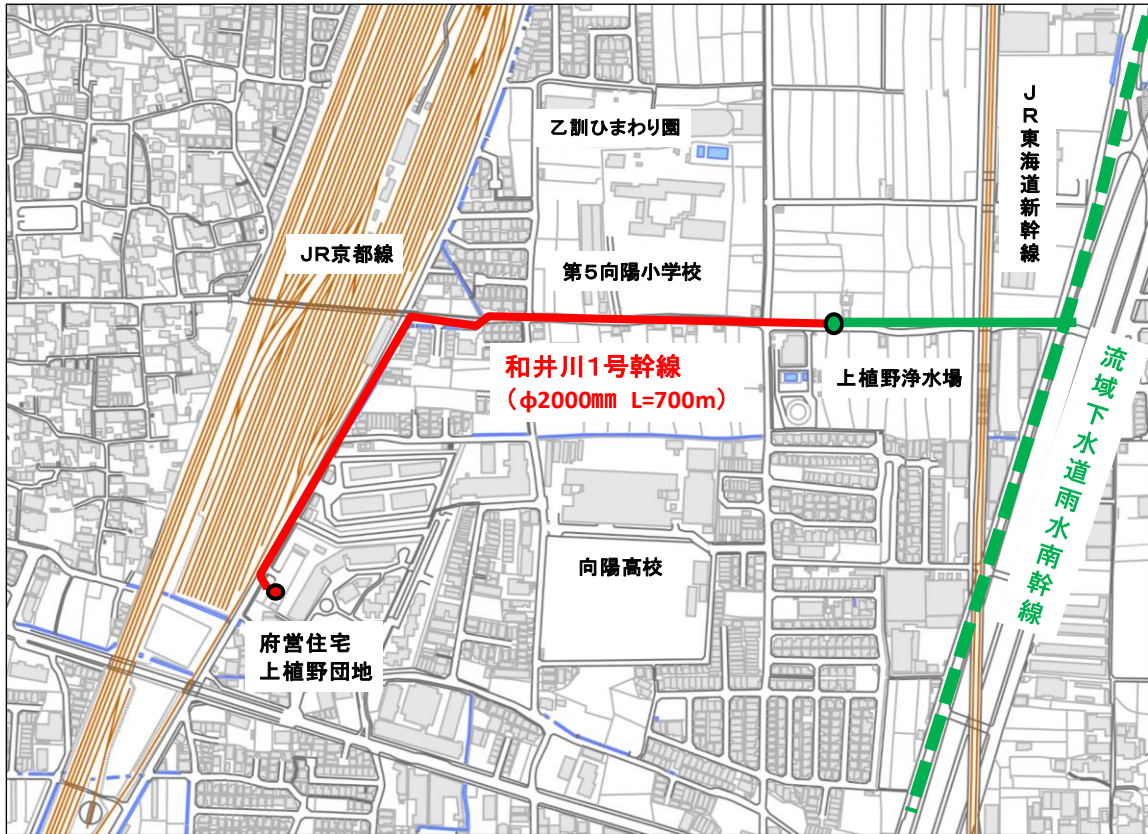 乙訓ひまわり園
JR東海道新幹線
JR京都線
第5向陽小学校
和井川1号幹線
（φ2000㎜ L=700m）
上植野浄水場
流域下水道雨水南幹線
向陽高校
府営住宅
上植野団地